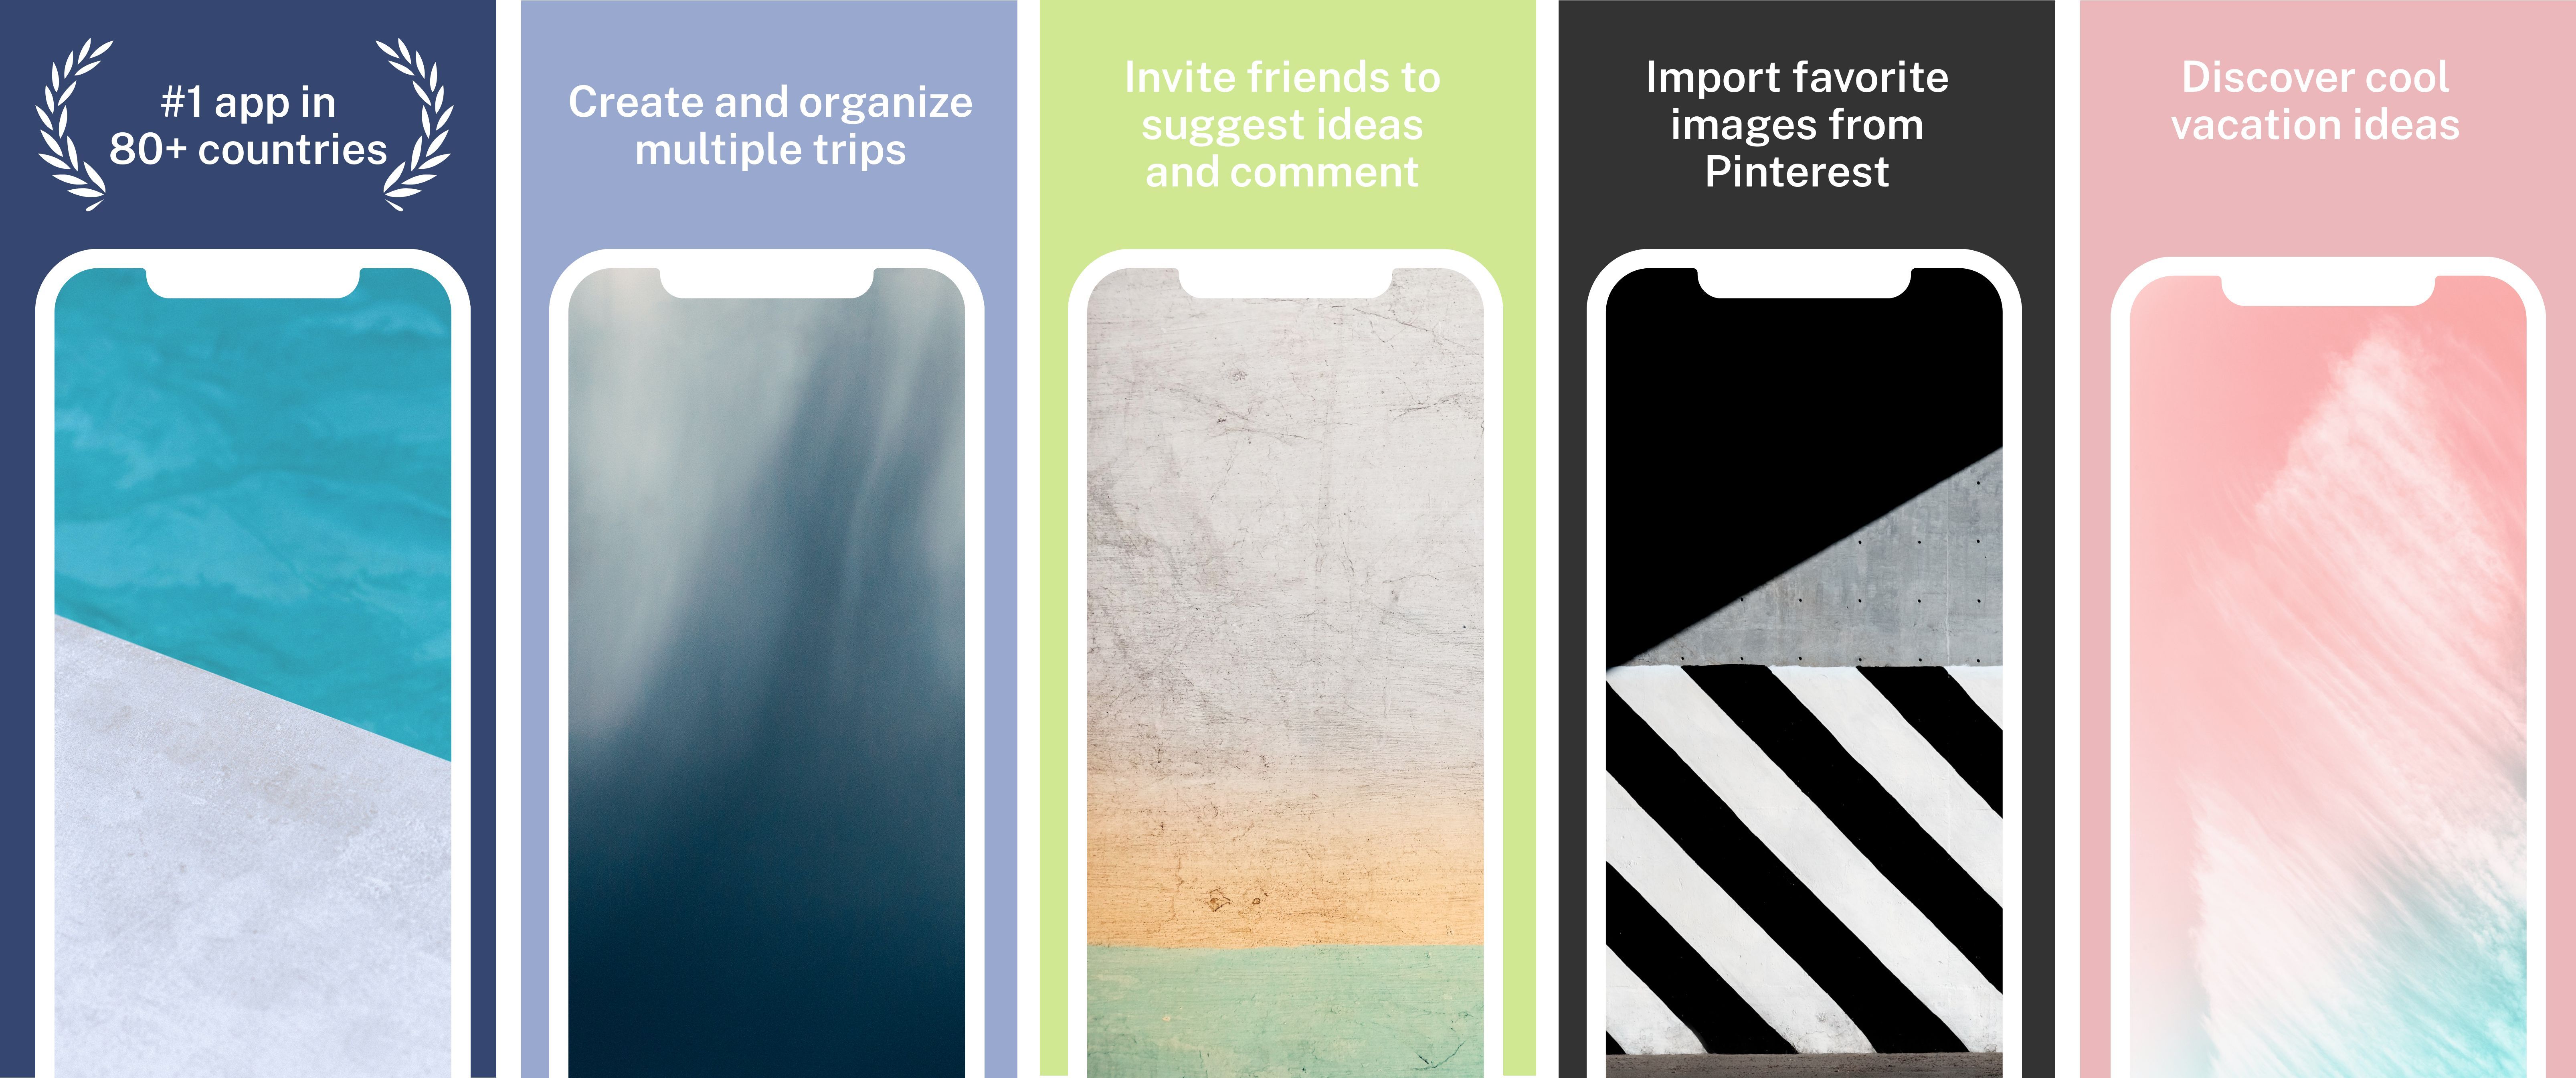 #1 app in
80+ countries
Create and organize
multiple trips
Invite friends to
suggest ideas
and comment
Import favorite
images from
Pinterest
Discover cool
vacation ideas